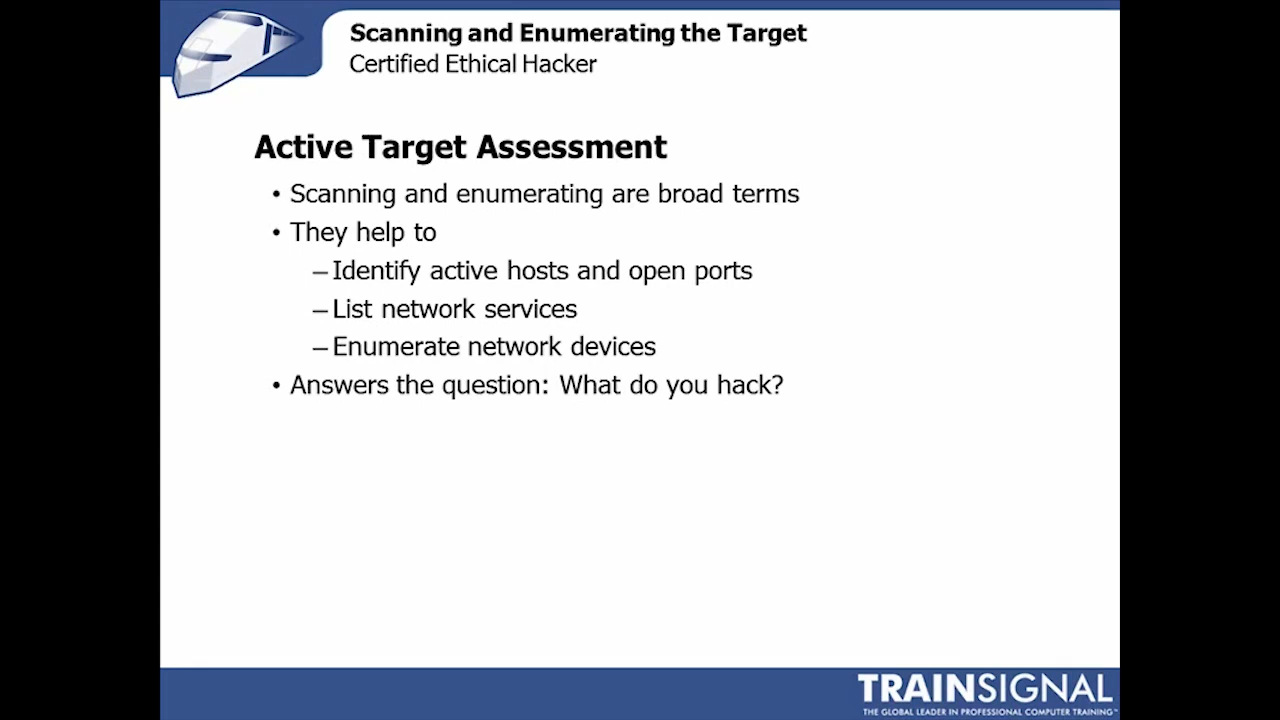 Scanning and Enumerating the Target
Certified Ethical Hacker
Active Target Assessment
• Scanning and enumerating are broad terms
• They help to
– Identify active hosts and open ports
– List network services
– Enumerate network devices
• Answers the question: What do you hack?
TRAINSIGNAL
THE GLOBAL LEADER IN PROFESSIONAL COMPUTER TRAINING™